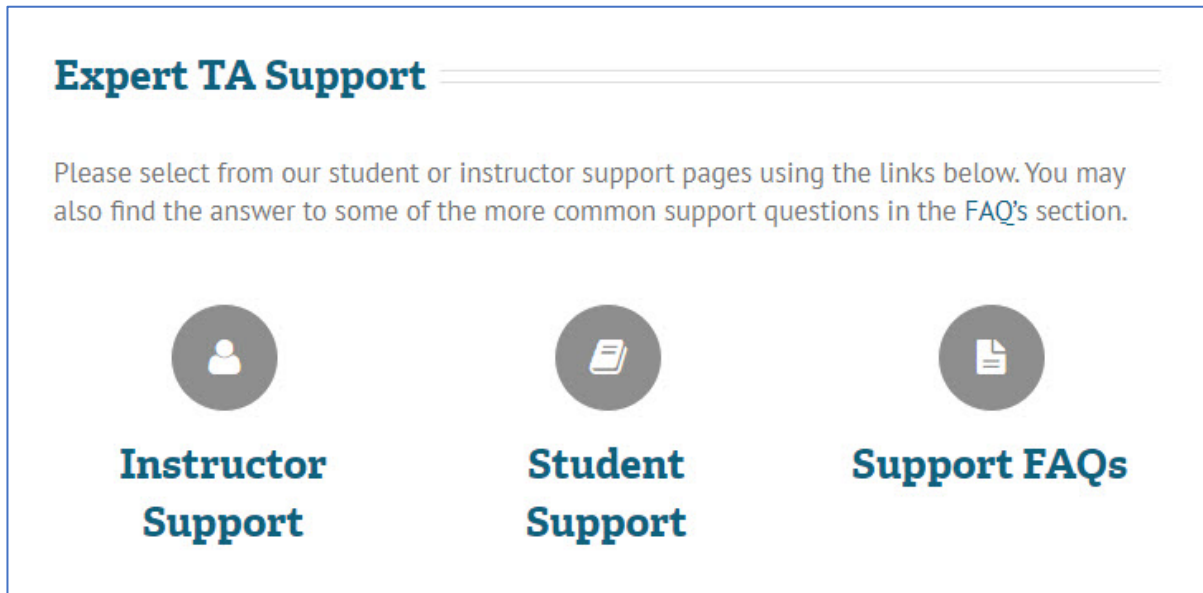 Expert TA Support
Please select from our student or instructor support pages using the links below. You may
also find the answer to some of the more common support questions in the FAQ's section.
Instructor
Support
Student
Support
Support FAQs